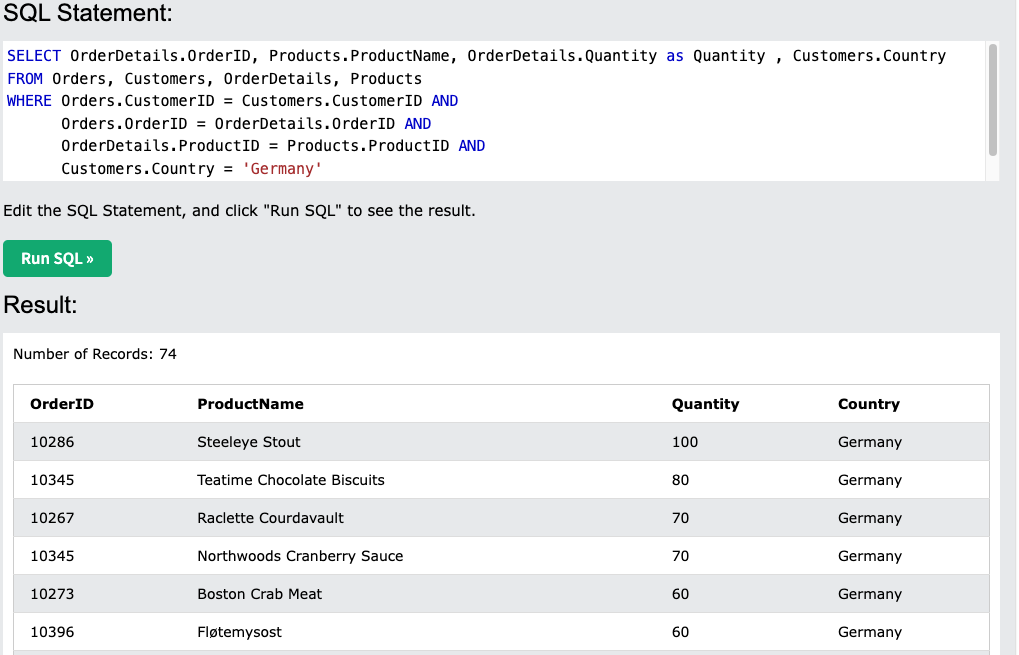 SQL Statement:
SELECT OrderDetails.OrderID, Products.ProductName, OrderDetails.Quantity as Quantity , Customers.Country
FROM Orders, Customers, OrderDetails, Products
WHERE Orders.CustomerID = Customers.CustomerID AND
Orders.OrderID = OrderDetails.OrderID AND
OrderDetails.ProductID = Products.ProductID AND
Customers.Country = 'Germany'
Edit the SQL Statement, and click "Run SQL" to see the result.
Run SQL »
Result:
Number of Records: 74
OrderID ProductName Quantity Country
10286 Steeleye Stout 100 Germany
10345 Teatime Chocolate Biscuits 80 Germany
10267 Raclette Courdavault 70 Germany
10345 Northwoods Cranberry Sauce 70 Germany
10273 Boston Crab Meat 60 Germany
10396 Fløtemysost 60 Germany